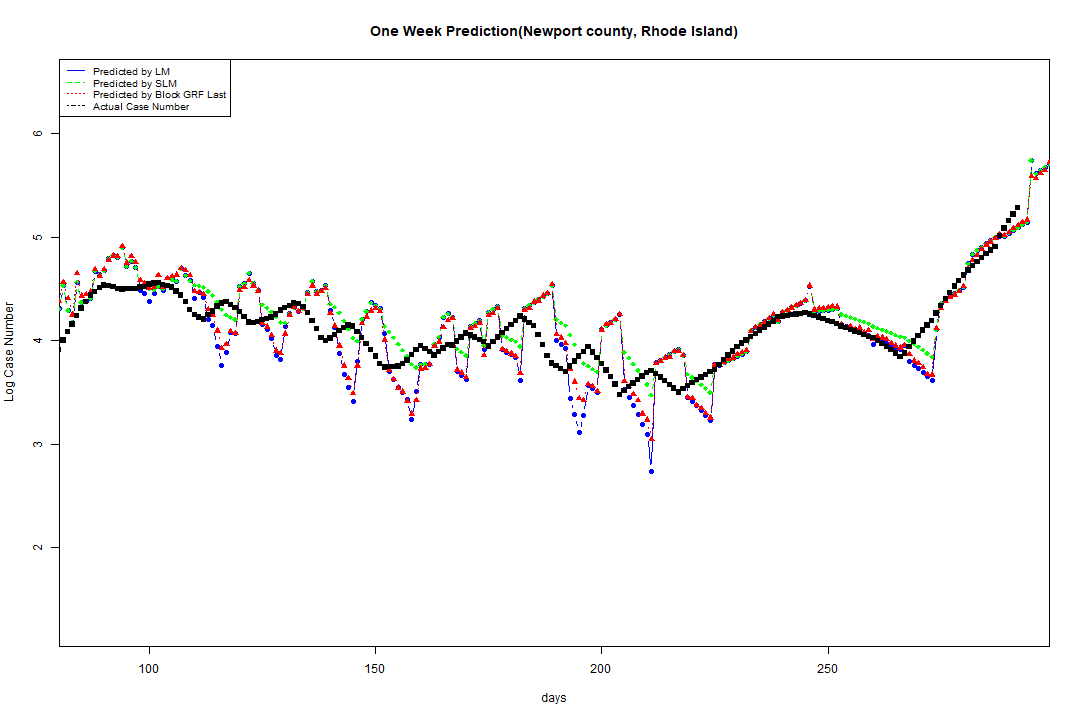 One Week Prediction(Newport county, Rhode Island)
Predicted by LM
Predicted by SLM
Predicted by Block GRF Last
Actual Case Number
6
5
4
3
2
Log Case Number
100 150 200 250
days